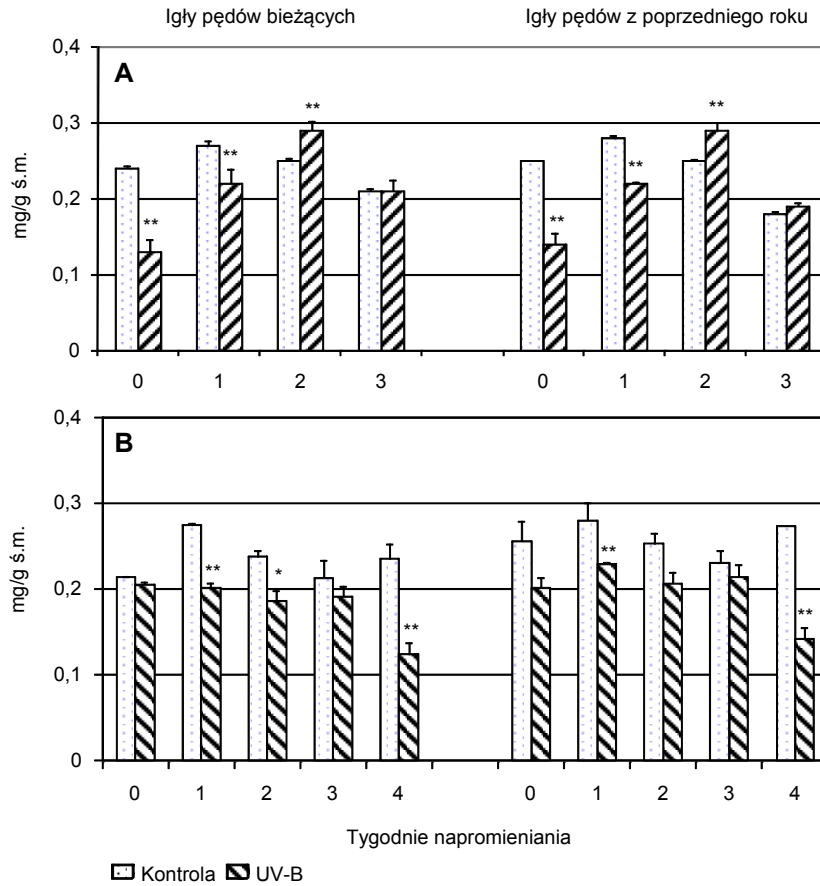 Igły pędów bieżących Igły pędów z poprzedniego roku
0,4
A
** **
0,3
** **
mg/g ś.m.
0,2
** **
0,1
0
0 1 2 3 0 1 2 3
0,4
B
0,3
** * **
mg/g ś.m.
0,2
** **
0,1
0
0 1 2 3 4 0 1 2 3 4
Tygodnie napromieniania
Kontrola UV-B